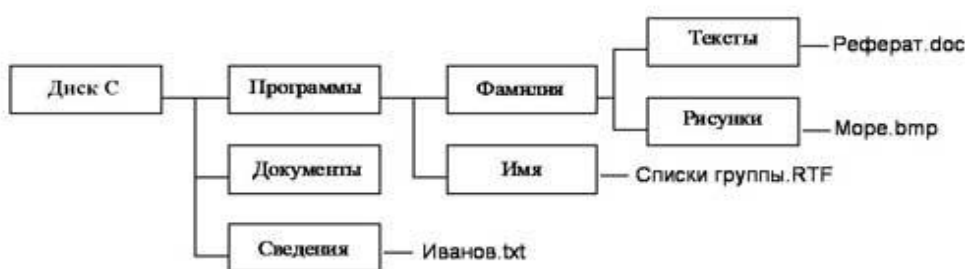 Тексты
Реферат.doc
Диск С
Программы
Фамилия
Рисунки
Море.bmp
Документы
Имя
Списки группы.RTF
Сведения
Иванов.txt